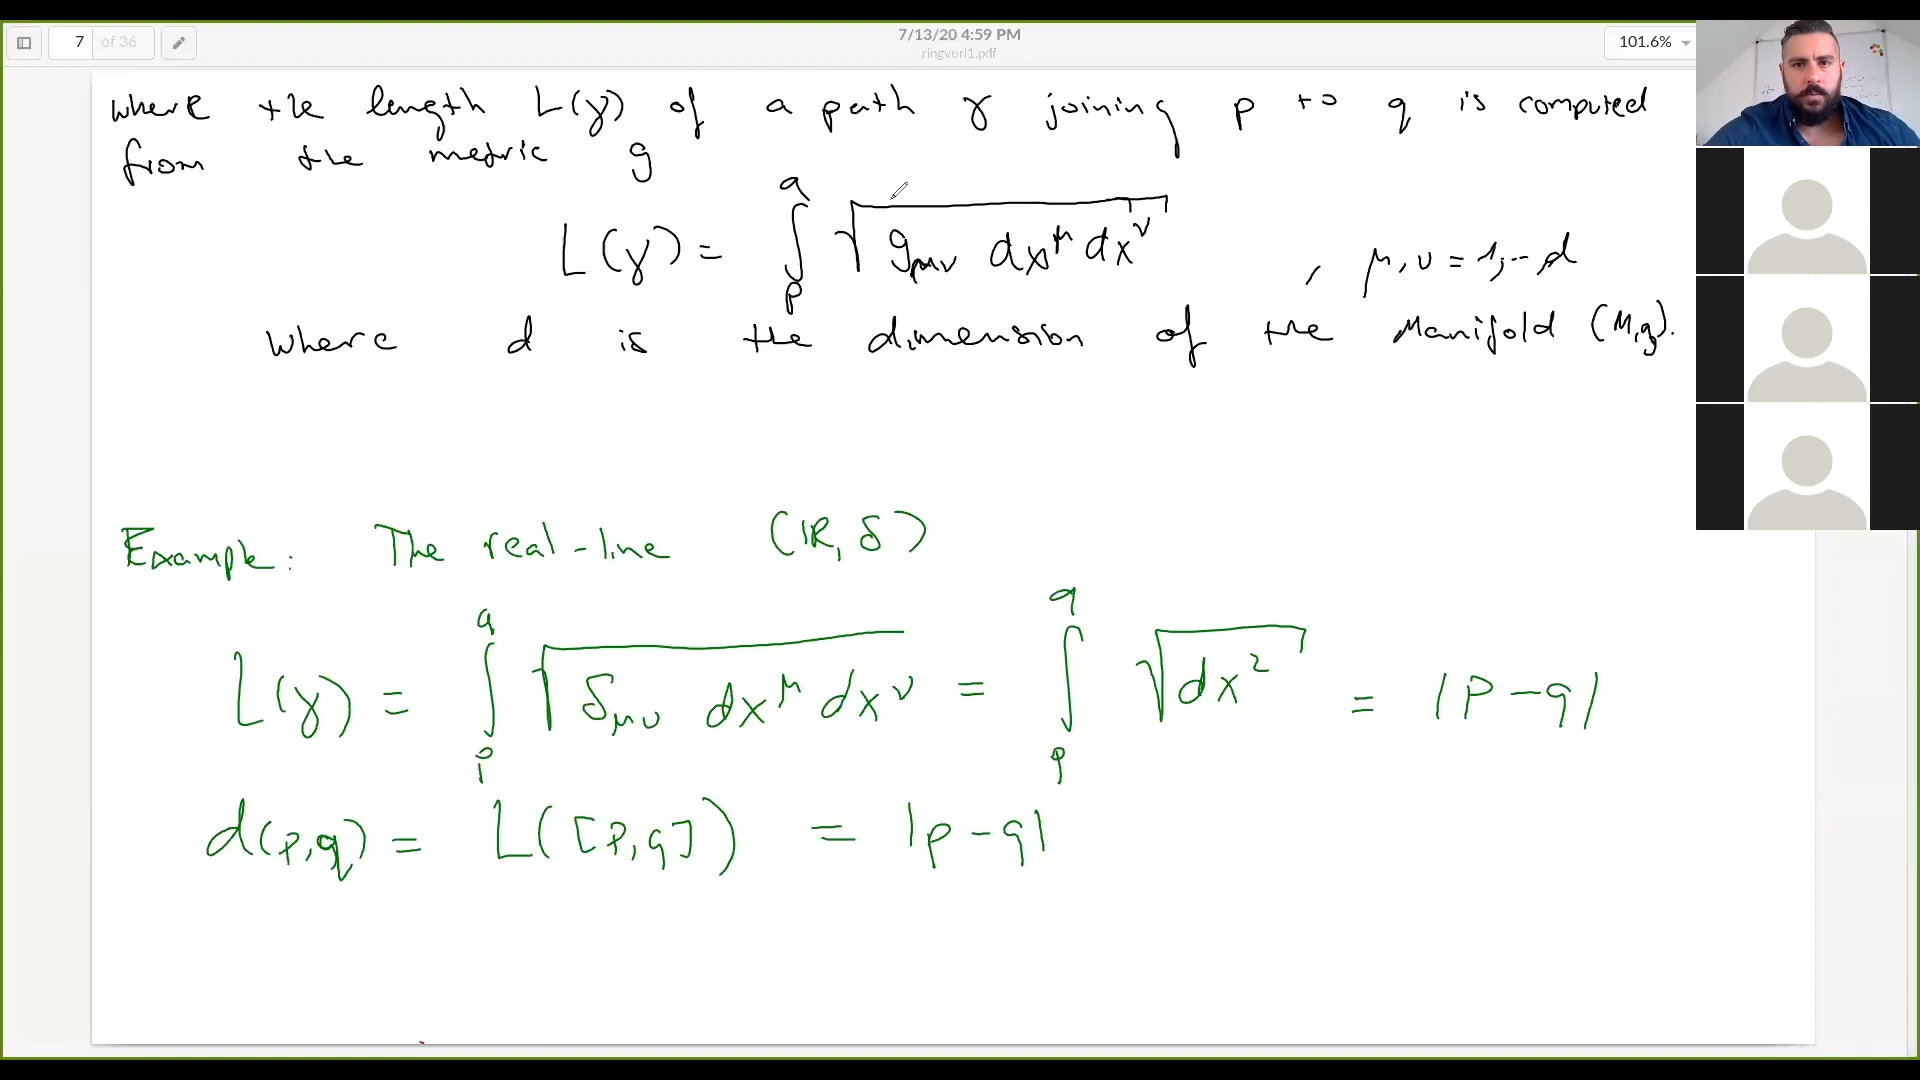 7 of 36
7/13/20 4:59 PM
ringvorl1.pdf
101.6%
where the length L(γ) of a path γ joining p to q is computed
from the metric g
L(γ) = ∫_p^q √(g_μν dx^μ dx^ν) , μ, ν = 1, ..., d
where d is the dimension of the Manifold (M,g).
Example: The real-line (ℝ, δ)
L(γ) = ∫_p^q √(δ_μν dx^μ dx^ν) = ∫_p^q √(dx²) = |p - q|
d(p,q) = L([p,q]) = |p - q|